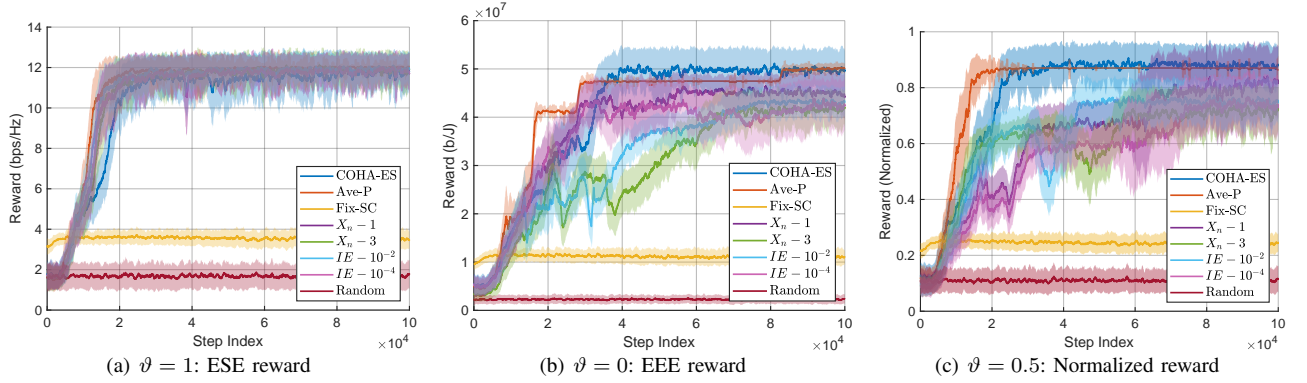 14
12
10
8
6
4
2
0
Reward (bps/Hz)
COHA-ES
Ave-P
Fix-SC
X_n − 1
X_n − 3
IE − 10^{-2}
IE − 10^{-4}
Random
0 2 4 6 8 10
Step Index
×10^4
(a) ϑ = 1: ESE reward
×10^7
6
5
4
3
2
1
0
Reward (b/J)
COHA-ES
Ave-P
Fix-SC
X_n − 1
X_n − 3
IE − 10^{-2}
IE − 10^{-4}
Random
0 2 4 6 8 10
Step Index
×10^4
(b) ϑ = 0: EEE reward
1
0.8
0.6
0.4
0.2
0
Reward (Normalized)
COHA-ES
Ave-P
Fix-SC
X_n − 1
X_n − 3
IE − 10^{-2}
IE − 10^{-4}
Random
0 2 4 6 8 10
Step Index
×10^4
(c) ϑ = 0.5: Normalized reward